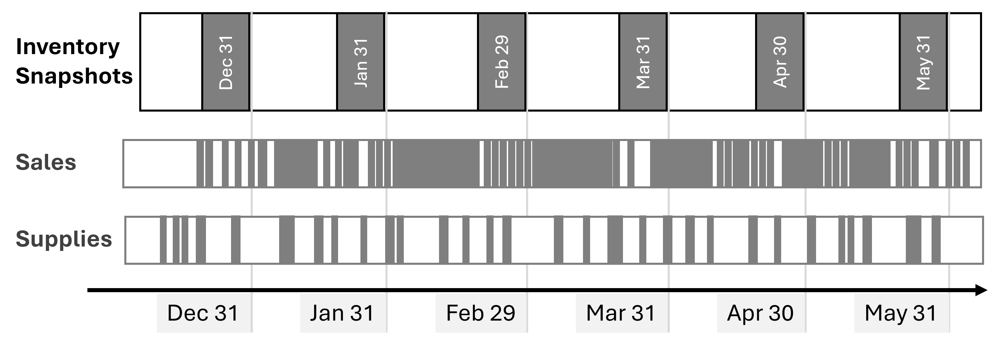 Inventory
Snapshots
Dec 31
Jan 31
Feb 29
Mar 31
Apr 30
May 31
Sales
Supplies
Dec 31
Jan 31
Feb 29
Mar 31
Apr 30
May 31